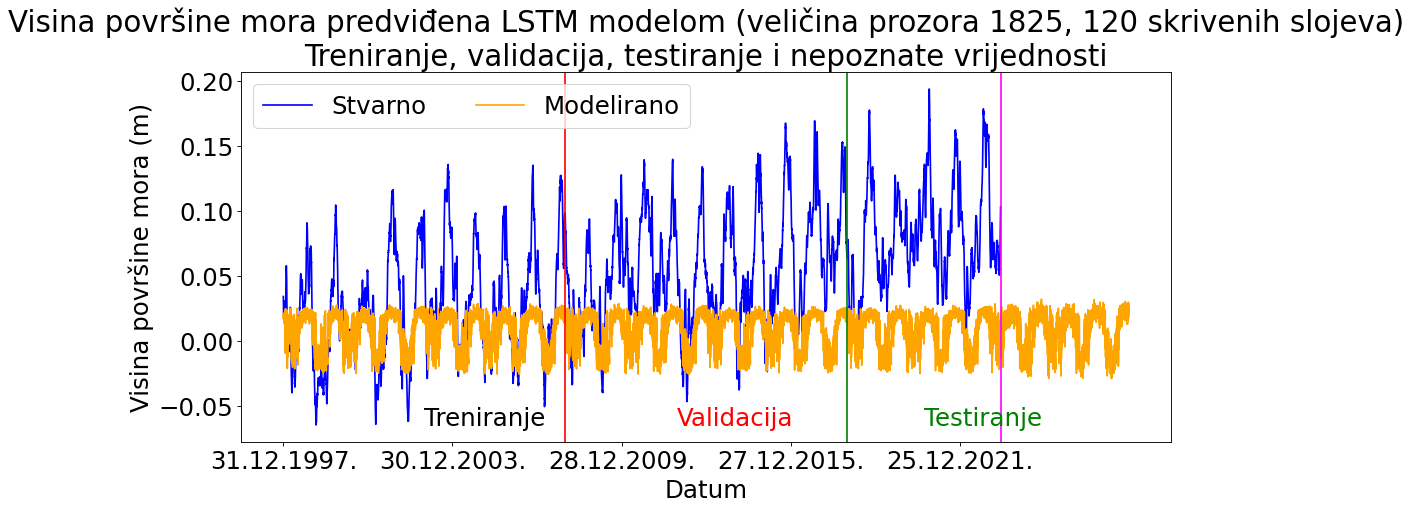 Visina površine mora predviđena LSTM modelom (veličina prozora 1825, 120 skrivenih slojeva)
Treniranje, validacija, testiranje i nepoznate vrijednosti
Stvarno Modelirano
Visina površine mora (m)
0.20
0.15
0.10
0.05
0.00
−0.05
Treniranje Validacija Testiranje
31.12.1997. 30.12.2003. 28.12.2009. 27.12.2015. 25.12.2021.
Datum